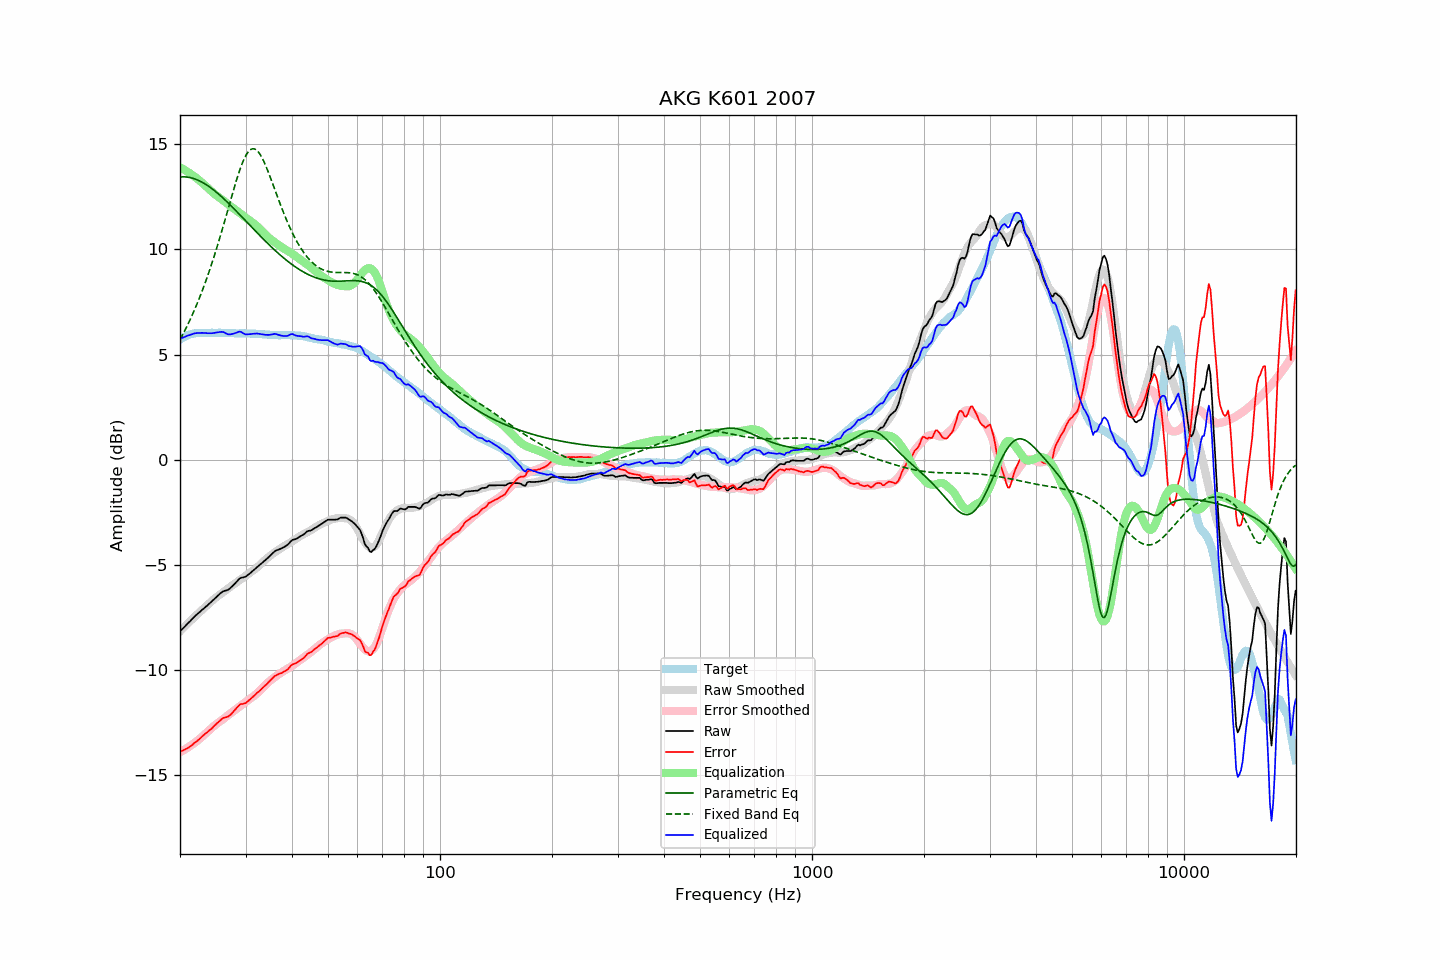 AKG K601 2007
15
10
5
0
−5
−10
−15
Amplitude (dBr)
Target
Raw Smoothed
Error Smoothed
Raw
Error
Equalization
Parametric Eq
Fixed Band Eq
Equalized
100
1000
10000
Frequency (Hz)